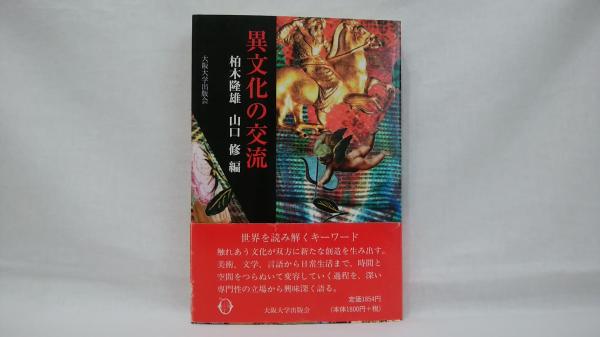 異文化の交流
柏木隆雄 山口 修 編
大阪大学出版会
世界を読み解くキーワード
触れあう文化が双方に新たな創造を生み出す。
美術、文学、言語から日常生活まで、時間と
空間をつらぬいて変容していく過程を、深い
専門性の立場から興味深く語る。
定価1854円
大阪大学出版会
(本体1800円+税)